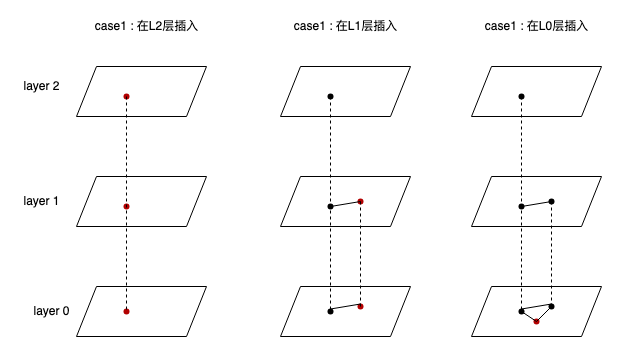 case1 : 在L2层插入
case1 : 在L1层插入
case1 : 在L0层插入
layer 2
layer 1
layer 0